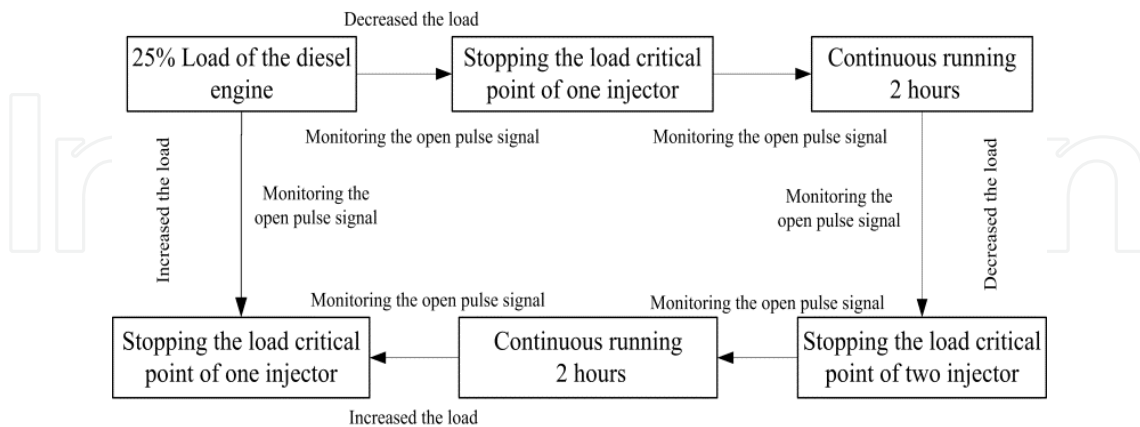 Decreased the load
25% Load of the diesel
engine
Stopping the load critical
point of one injector
Continuous running
2 hours
Monitoring the open pulse signal
Monitoring the open pulse signal
Increased the load
Monitoring the
open pulse signal
Monitoring the
open pulse signal
Decreased the load
Monitoring the open pulse signal
Monitoring the open pulse signal
Stopping the load critical
point of one injector
Continuous running
2 hours
Stopping the load critical
point of two injector
Increased the load